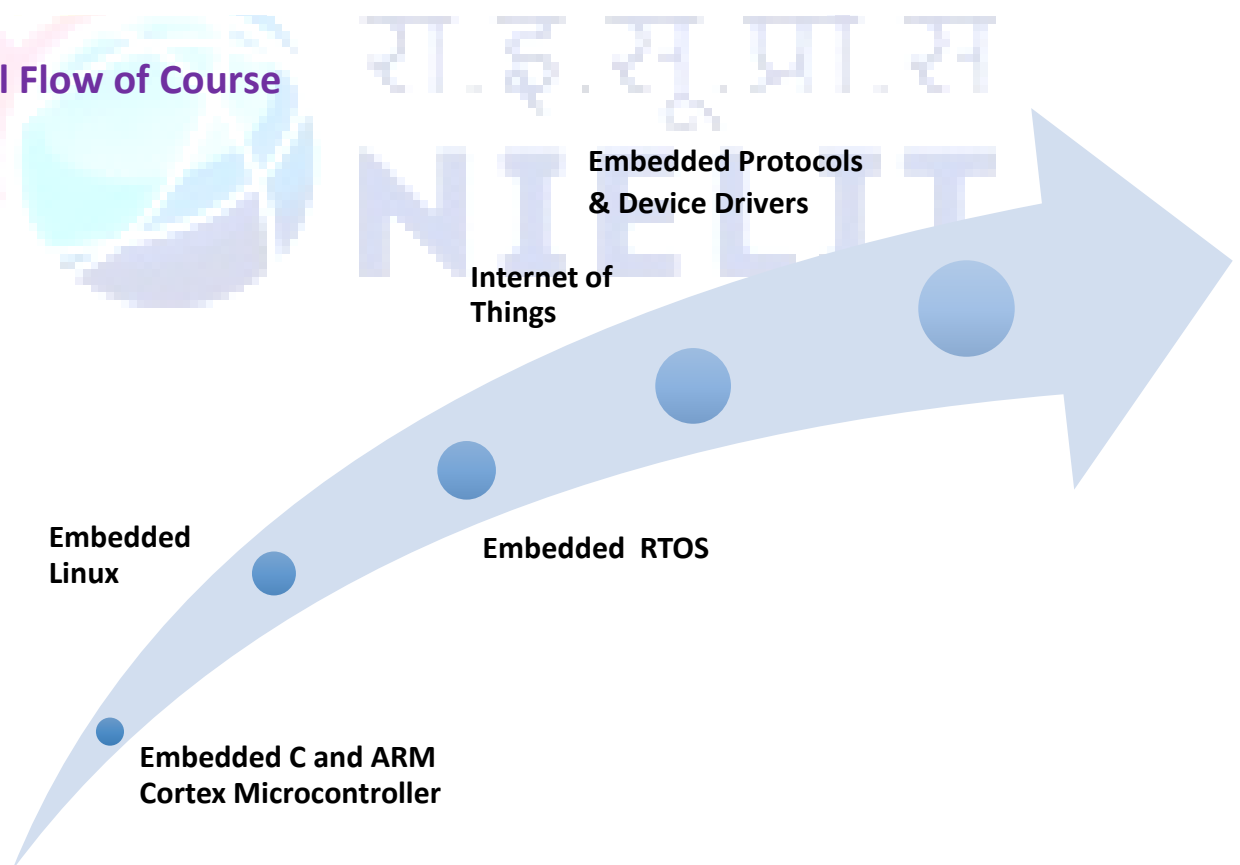 l Flow of Course
रा.इ.सू.प्रा.सं
NIELIT
Embedded Protocols
& Device Drivers
Internet of
Things
Embedded
Linux
Embedded RTOS
Embedded C and ARM
Cortex Microcontroller